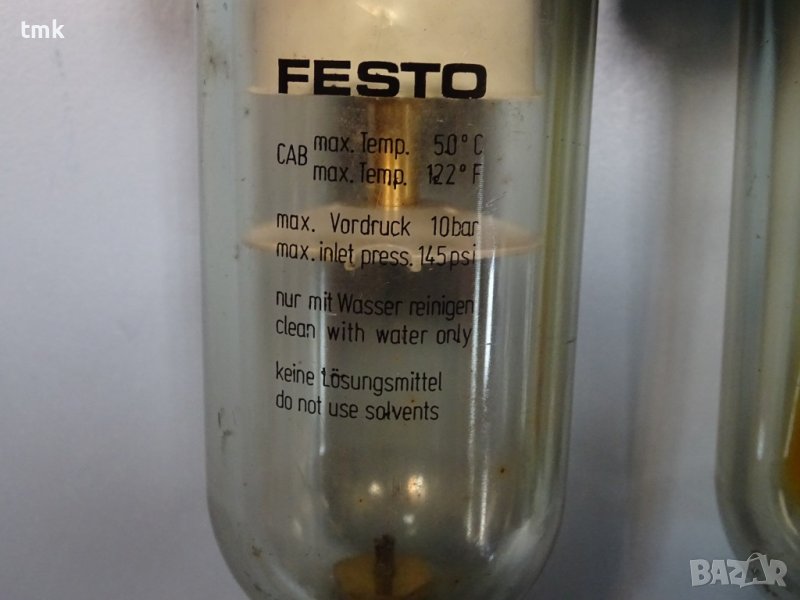 tmk
FESTO
CAB max. Temp. 50°C
max. Temp. 122°F
max. Vordruck 10bar
max. inlet press. 145psi
nur mit Wasser reinigen
clean with water only
keine Lösungsmittel
do not use solvents
BAZAR